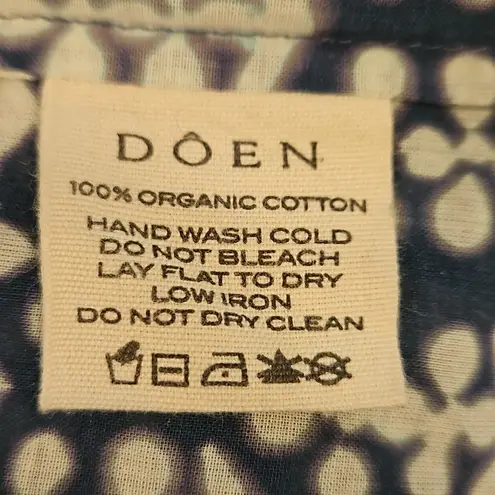 DÔEN
100% ORGANIC COTTON
HAND WASH COLD
DO NOT BLEACH
LAY FLAT TO DRY
LOW IRON
DO NOT DRY CLEAN